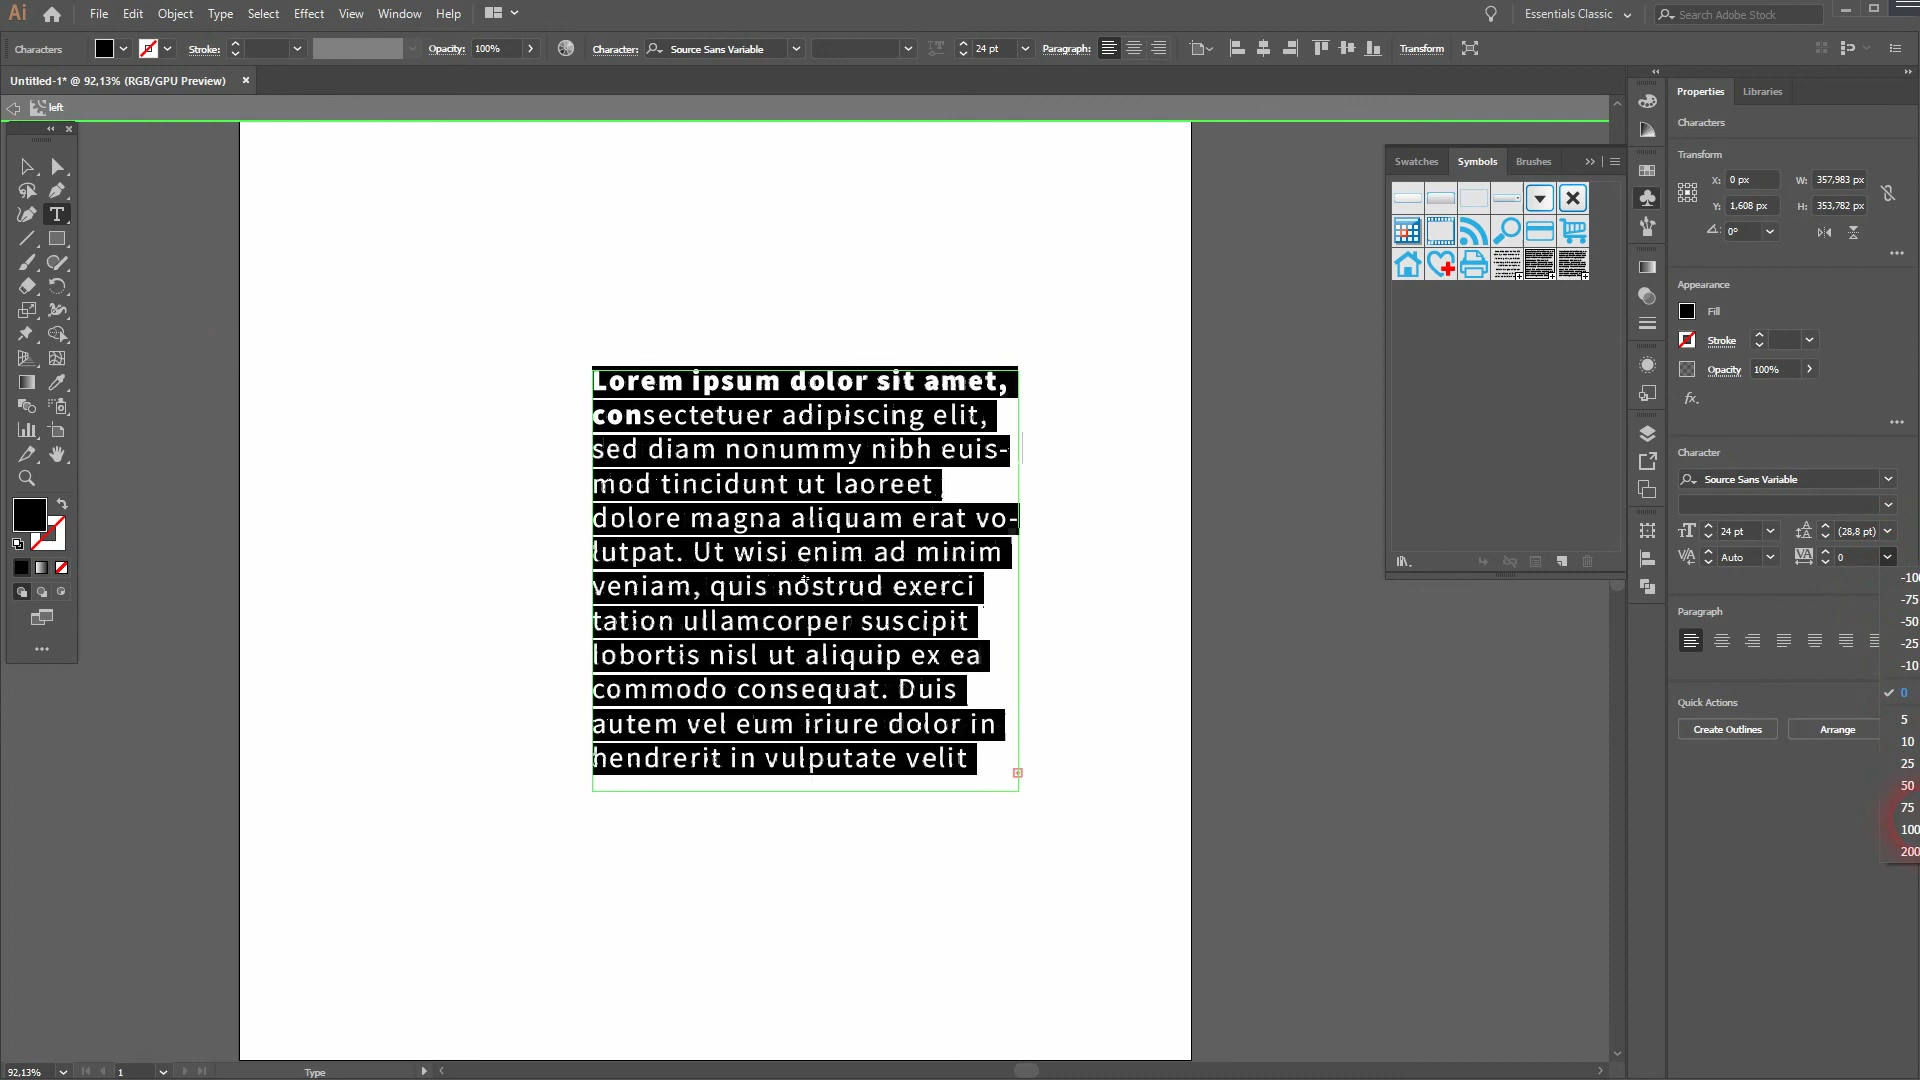 Ai File Edit Object Type Select Effect View Window Help Essentials Classic Search Adobe Stock
Characters Stroke: Opacity: 100% Character: Source Sans Variable 24 pt Paragraph: Transform
Untitled-1* @ 92,13% (RGB/GPU Preview)
left
Properties Libraries
Characters
Transform
X: 0 px W: 357,983 px
Y: 1,608 px H: 353,782 px
0°
Swatches Symbols Brushes
Appearance
Fill
Stroke
Opacity 100%
fx.
Character
Source Sans Variable
24 pt (28,8 pt)
Auto 0
Paragraph
Quick Actions
Create Outlines Arrange
-100
-75
-50
-25
-10
0
5
10
25
50
75
100
200
Lorem ipsum dolor sit amet,
consectetuer adipiscing elit,
sed diam nonummy nibh euis-
mod tincidunt ut laoreet
dolore magna aliquam erat vo-
lutpat. Ut wisi enim ad minim
veniam, quis nostrud exerci
tation ullamcorper suscipit
lobortis nisl ut aliquip ex ea
commodo consequat. Duis
autem vel eum iriure dolor in
hendrerit in vulputate velit
92,13% 1 Type